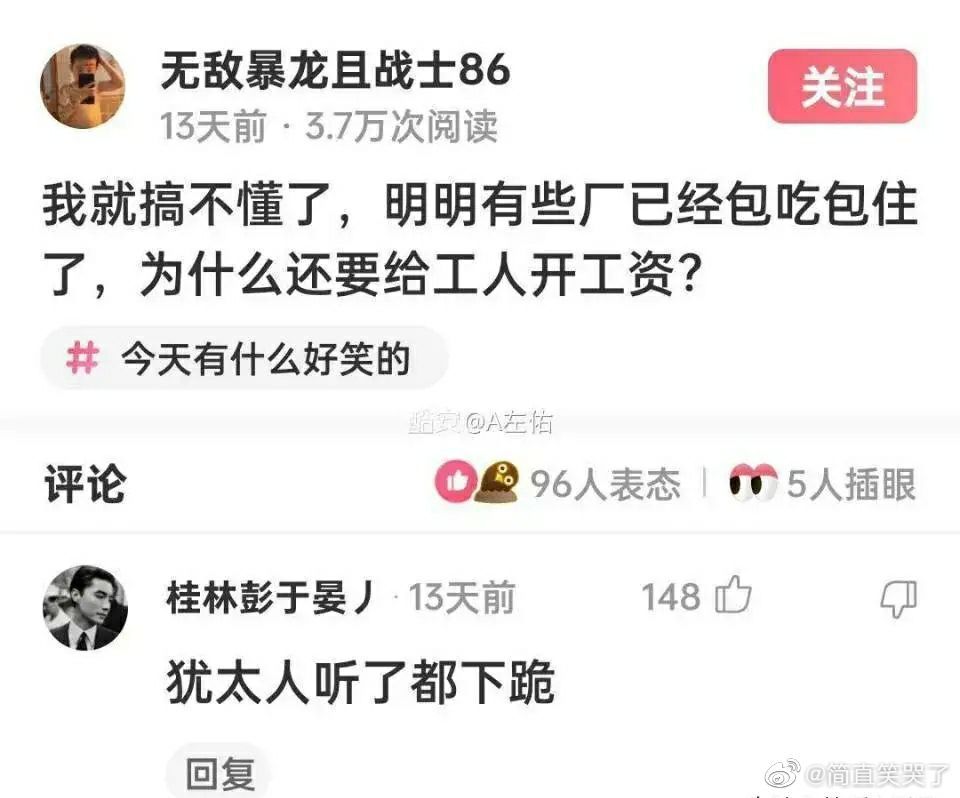 无敌暴龙且战士86
13天前 · 3.7万次阅读
关注
我就搞不懂了，明明有些厂已经包吃包住
了，为什么还要给工人开工资？
# 今天有什么好笑的
酷安 @A左佑
评论
96人表态
5人插眼
桂林彭于晏丿 · 13天前
148
犹太人听了都下跪
回复
@简直笑哭了